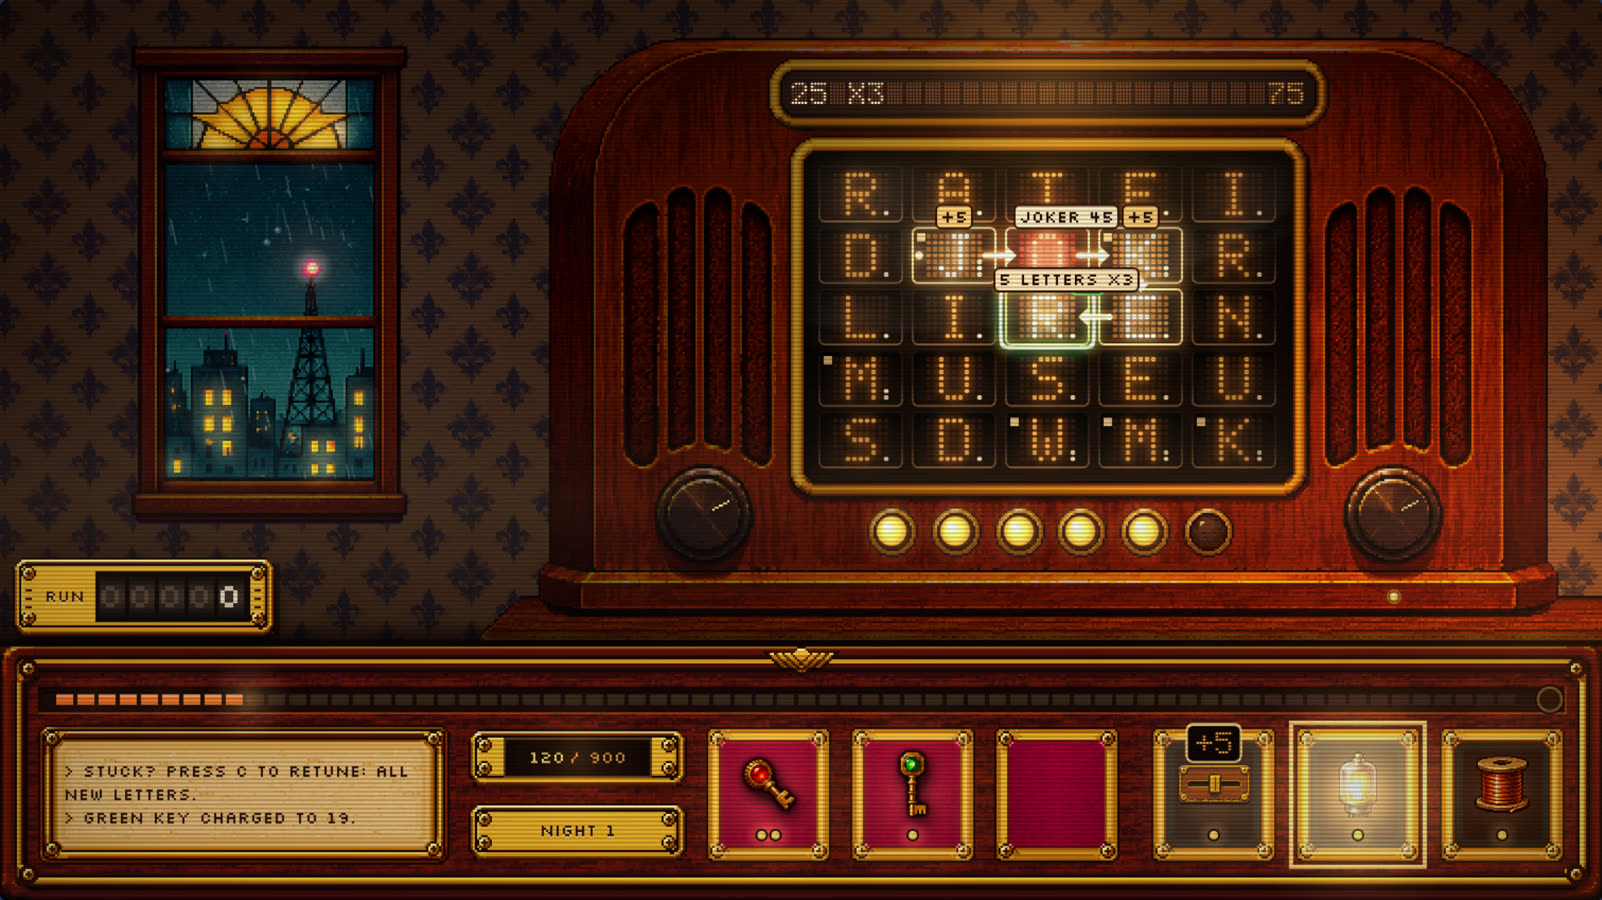 25 X3 75
R. A. T. E. I.
+5 JOKER 45 +5
D. J. K. R.
5 LETTERS X3
L. I. R E N.
M: U. S. E. U.
S. D. W: M: K:
RUN 00000
+5
> STUCK? PRESS C TO RETUNE: ALL
NEW LETTERS.
> GREEN KEY CHARGED TO 19.
120/ 900
NIGHT 1